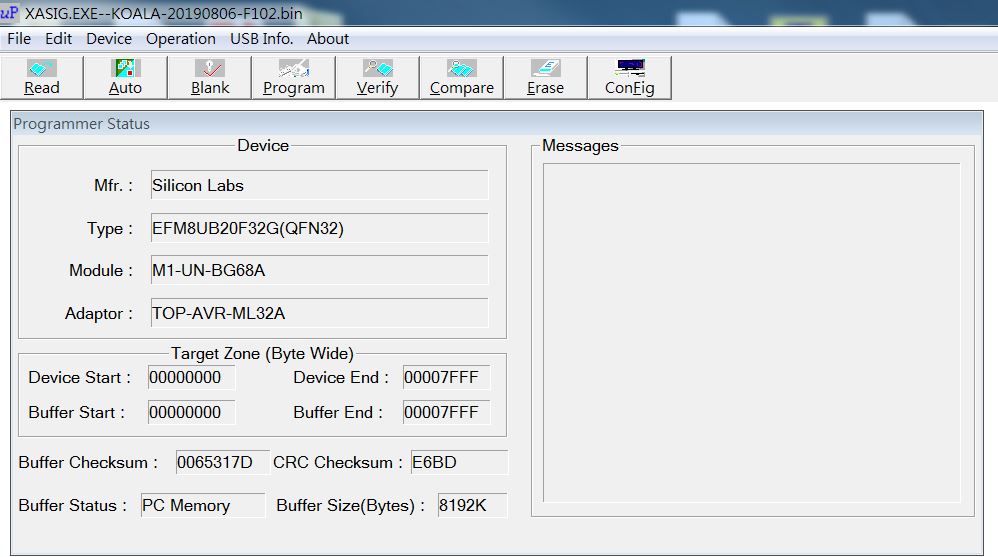 uP XASIG.EXE--KOALA-20190806-F102.bin
File Edit Device Operation USB Info. About
Read Auto Blank Program Verify Compare Erase ConFig
Programmer Status
Device
Mfr. : Silicon Labs
Type : EFM8UB20F32G(QFN32)
Module : M1-UN-BG68A
Adaptor : TOP-AVR-ML32A
Target Zone (Byte Wide)
Device Start : 00000000 Device End : 00007FFF
Buffer Start : 00000000 Buffer End : 00007FFF
Buffer Checksum : 0065317D CRC Checksum : E6BD
Buffer Status : PC Memory Buffer Size(Bytes) : 8192K
Messages